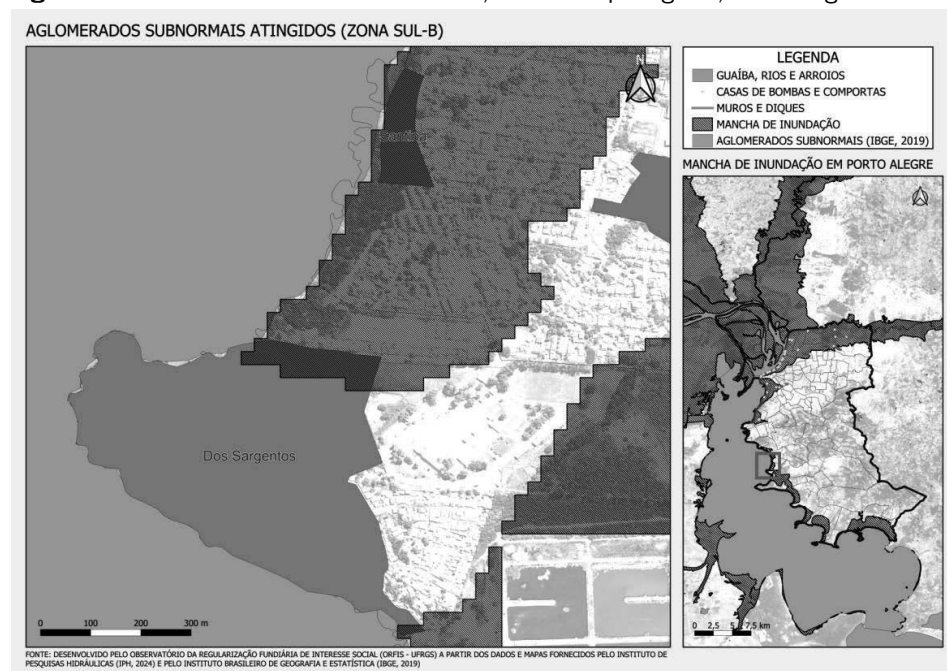 AGLOMERADOS SUBNORMAIS ATINGIDOS (ZONA SUL-B)
N
Dos Sargentos
0 100 200 300 m
LEGENDA
GUAÍBA, RIOS E ARROIOS
CASAS DE BOMBAS E COMPORTAS
MUROS E DIQUES
MANCHA DE INUNDAÇÃO
AGLOMERADOS SUBNORMAIS (IBGE, 2019)
MANCHA DE INUNDAÇÃO EM PORTO ALEGRE
0 2,5 5 7,5 km
FONTE: DESENVOLVIDO PELO OBSERVATÓRIO DA REGULARIZAÇÃO FUNDIÁRIA DE INTERESSE SOCIAL (ORFIS - UFRGS) A PARTIR DOS DADOS E MAPAS FORNECIDOS PELO INSTITUTO DE
PESQUISAS HIDRÁULICAS (IPH, 2024) E PELO INSTITUTO BRASILEIRO DE GEOGRAFIA E ESTATÍSTICA (IBGE, 2019)